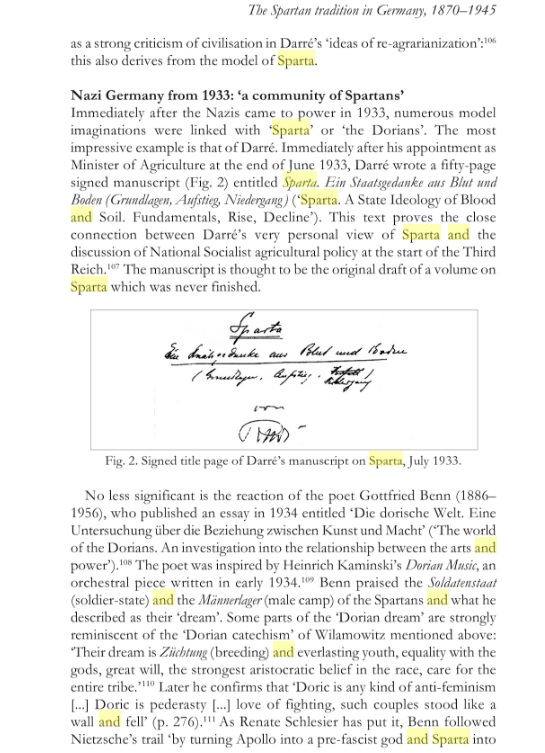 The Spartan tradition in Germany, 1870–1945
as a strong criticism of civilisation in Darré's 'ideas of re-agrarianization':¹⁰⁶
this also derives from the model of Sparta.
Nazi Germany from 1933: 'a community of Spartans'
Immediately after the Nazis came to power in 1933, numerous model
imaginations were linked with 'Sparta' or 'the Dorians'. The most
impressive example is that of Darré. Immediately after his appointment as
Minister of Agriculture at the end of June 1933, Darré wrote a fifty-page
signed manuscript (Fig. 2) entitled Sparta. Ein Staatsgedanke aus Blut und
Boden (Grundlagen, Aufstieg, Niedergang) ('Sparta. A State Ideology of Blood
and Soil. Fundamentals, Rise, Decline'). This text proves the close
connection between Darré's very personal view of Sparta and the
discussion of National Socialist agricultural policy at the start of the Third
Reich.¹⁰⁷ The manuscript is thought to be the original draft of a volume on
Sparta which was never finished.
Sparta
Ein Staatsgedanke aus Blut und Boden
(Grundlagen, Aufstieg,
Niedergang)
von
Fig. 2. Signed title page of Darré's manuscript on Sparta, July 1933.
No less significant is the reaction of the poet Gottfried Benn (1886–
1956), who published an essay in 1934 entitled 'Die dorische Welt. Eine
Untersuchung über die Beziehung zwischen Kunst und Macht' ('The world
of the Dorians. An investigation into the relationship between the arts and
power').¹⁰⁸ The poet was inspired by Heinrich Kaminski's Dorian Music, an
orchestral piece written in early 1934.¹⁰⁹ Benn praised the Soldatenstaat
(soldier-state) and the Männerlager (male camp) of the Spartans and what he
described as their 'dream'. Some parts of the 'Dorian dream' are strongly
reminiscent of the 'Dorian catechism' of Wilamowitz mentioned above:
'Their dream is Züchtung (breeding) and everlasting youth, equality with the
gods, great will, the strongest aristocratic belief in the race, care for the
entire tribe.'¹¹⁰ Later he confirms that 'Doric is any kind of anti-feminism
[...] Doric is pederasty [...] love of fighting, such couples stood like a
wall and fell' (p. 276).¹¹¹ As Renate Schlesier has put it, Benn followed
Nietzsche's trail 'by turning Apollo into a pre-fascist god and Sparta into